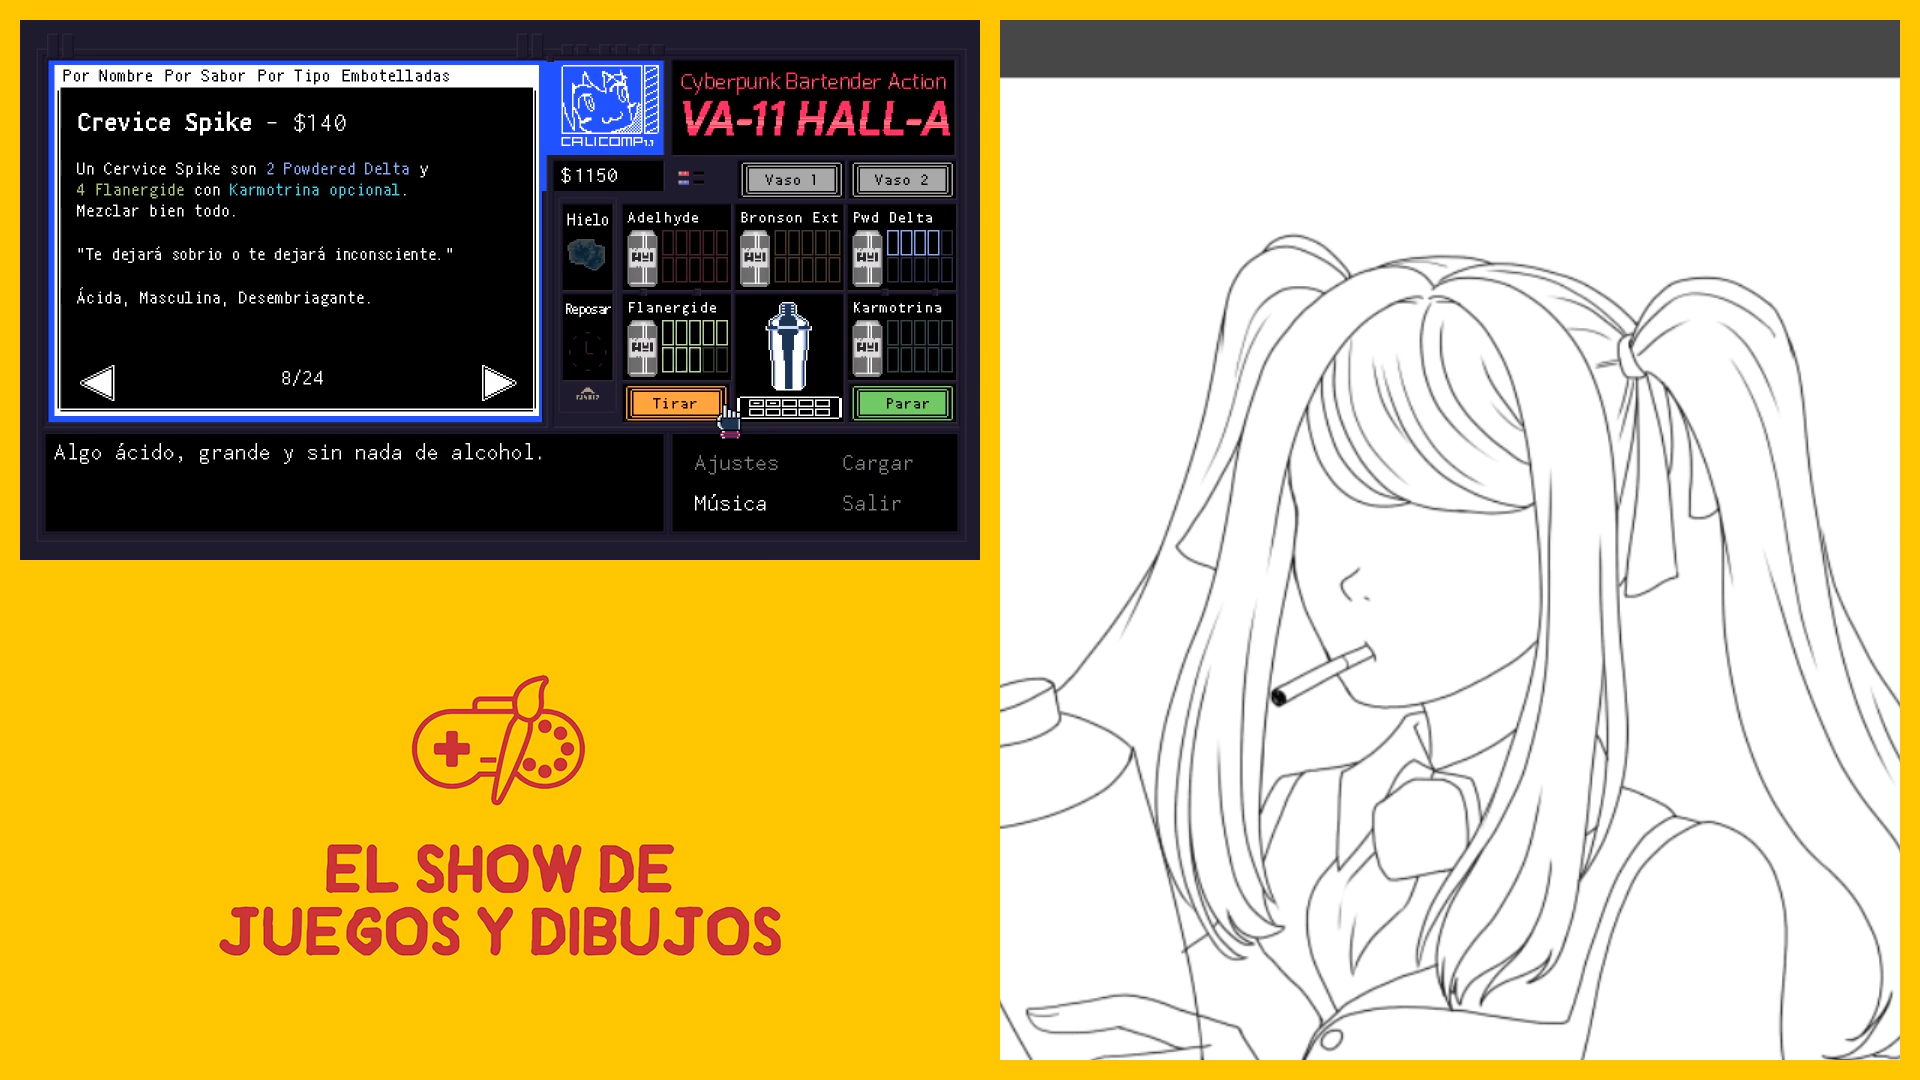 Por Nombre Por Sabor Por Tipo Embotelladas
Crevice Spike - $140
Un Cervice Spike son 2 Powdered Delta y
4 Flanergide con Karmotrina opcional.
Mezclar bien todo.
"Te dejará sobrio o te dejará inconsciente."
Ácida, Masculina, Desembriagante.
8/24
CALICOMP1.1
Cyberpunk Bartender Action
VA-11 HALL-A
$1150
Vaso 1
Vaso 2
Hielo
Adelhyde
Bronson Ext
Pwd Delta
Reposar
Flanergide
Karmotrina
Tirar
Parar
Algo ácido, grande y sin nada de alcohol.
Ajustes
Cargar
Música
Salir
EL SHOW DE
JUEGOS Y DIBUJOS